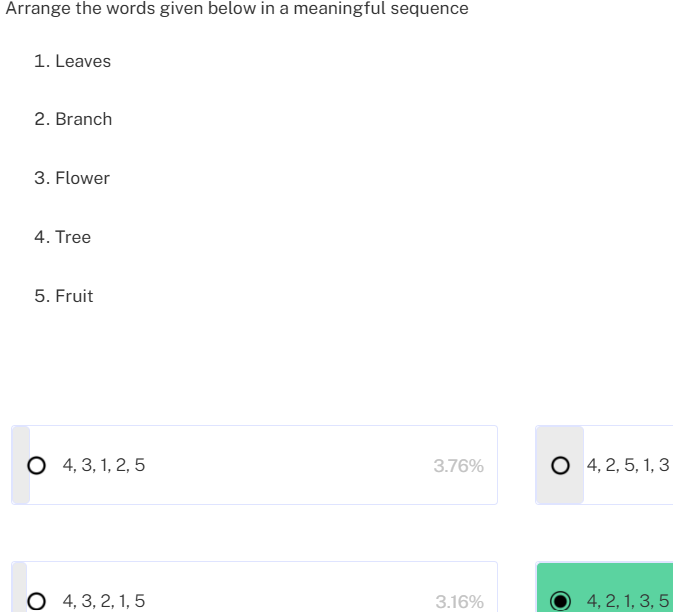 Arrange the words given below in a meaningful sequence
1. Leaves
2. Branch
3. Flower
4. Tree
5. Fruit
4, 3, 1, 2, 5 3.76% 4, 2, 5, 1, 3
4, 3, 2, 1, 5 3.16% 4, 2, 1, 3, 5